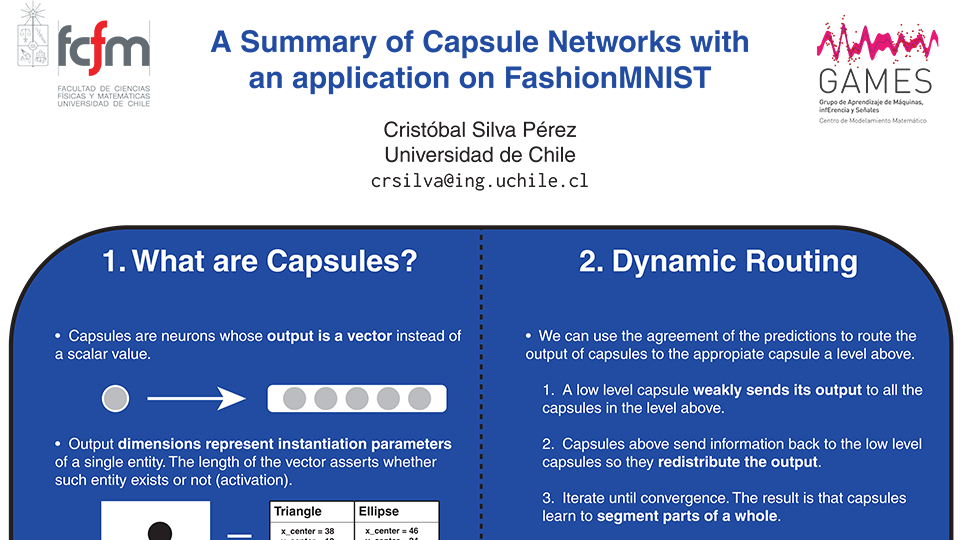 fcfm
FACULTAD DE CIENCIAS
FÍSICAS Y MATEMÁTICAS
UNIVERSIDAD DE CHILE
A Summary of Capsule Networks with
an application on FashionMNIST
GAMES
Grupo de Aprendizaje de Máquinas,
infErencia y Señales
Centro de Modelamiento Matemático
Cristóbal Silva Pérez
Universidad de Chile
crsilva@ing.uchile.cl
1. What are Capsules?
• Capsules are neurons whose output is a vector instead of
a scalar value.
• Output dimensions represent instantiation parameters
of a single entity. The length of the vector asserts whether
such entity exists or not (activation).
Triangle Ellipse
x_center = 38 x_center = 46
2. Dynamic Routing
• We can use the agreement of the predictions to route the
output of capsules to the appropiate capsule a level above.
1. A low level capsule weakly sends its output to all the
capsules in the level above.
2. Capsules above send information back to the low level
capsules so they redistribute the output.
3. Iterate until convergence. The result is that capsules
learn to segment parts of a whole.